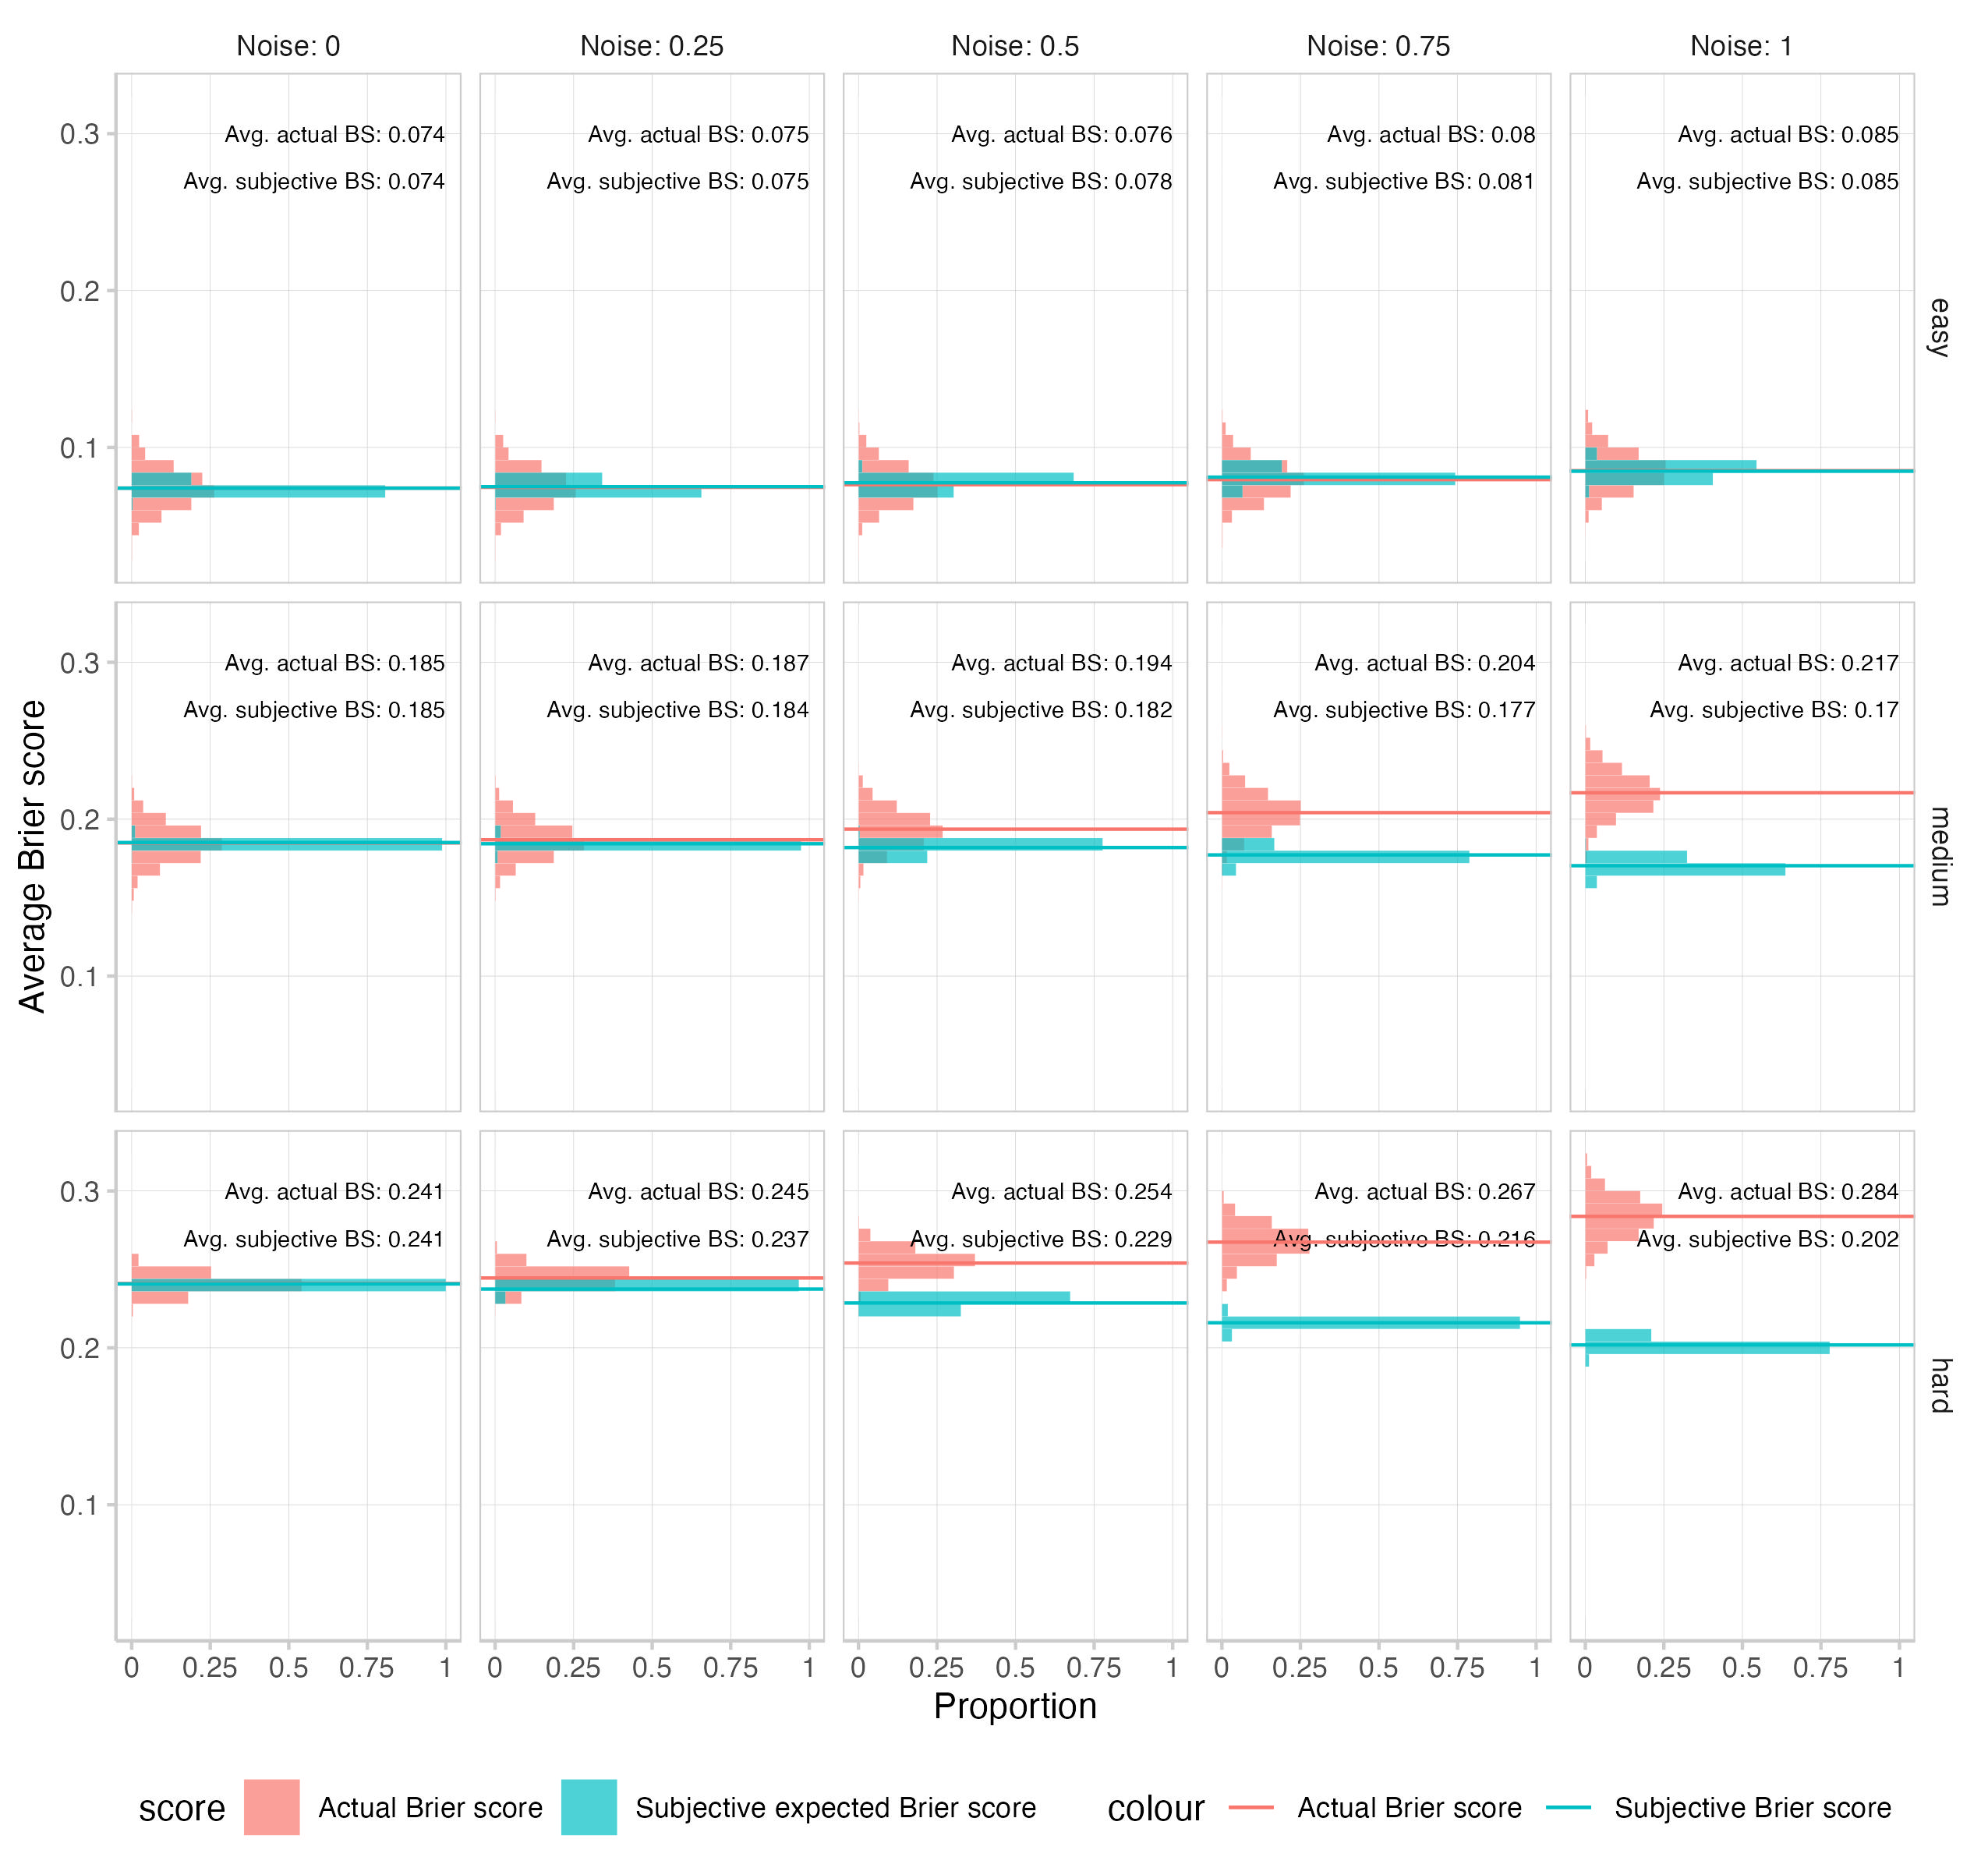 Noise: 0
Noise: 0.25
Noise: 0.5
Noise: 0.75
Noise: 1
0.3
0.2
0.1
Avg. actual BS: 0.074
Avg. subjective BS: 0.074
Avg. actual BS: 0.075
Avg. subjective BS: 0.075
Avg. actual BS: 0.076
Avg. subjective BS: 0.078
Avg. actual BS: 0.08
Avg. subjective BS: 0.081
Avg. actual BS: 0.085
Avg. subjective BS: 0.085
easy
Average Brier score
0.3
0.2
0.1
Avg. actual BS: 0.185
Avg. subjective BS: 0.185
Avg. actual BS: 0.187
Avg. subjective BS: 0.184
Avg. actual BS: 0.194
Avg. subjective BS: 0.182
Avg. actual BS: 0.204
Avg. subjective BS: 0.177
Avg. actual BS: 0.217
Avg. subjective BS: 0.17
medium
0.3
0.2
0.1
Avg. actual BS: 0.241
Avg. subjective BS: 0.241
Avg. actual BS: 0.245
Avg. subjective BS: 0.237
Avg. actual BS: 0.254
Avg. subjective BS: 0.229
Avg. actual BS: 0.267
Avg. subjective BS: 0.216
Avg. actual BS: 0.284
Avg. subjective BS: 0.202
hard
0 0.25 0.5 0.75 1
0 0.25 0.5 0.75 1
0 0.25 0.5 0.75 1
0 0.25 0.5 0.75 1
0 0.25 0.5 0.75 1
Proportion
score
Actual Brier score
Subjective expected Brier score
colour
Actual Brier score
Subjective Brier score